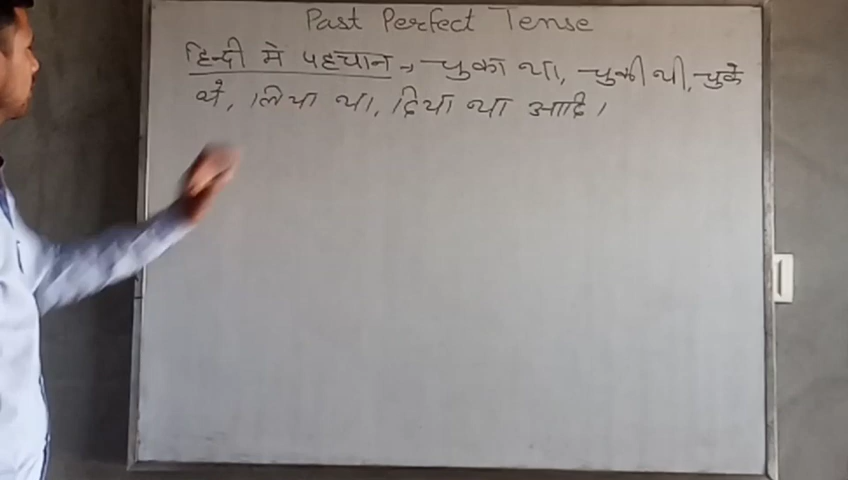 Past Perfect Tense
हिन्दी मे पहचान → चुका था, चुकी थी, चुके
थे, लिया था, दिया था आदि।